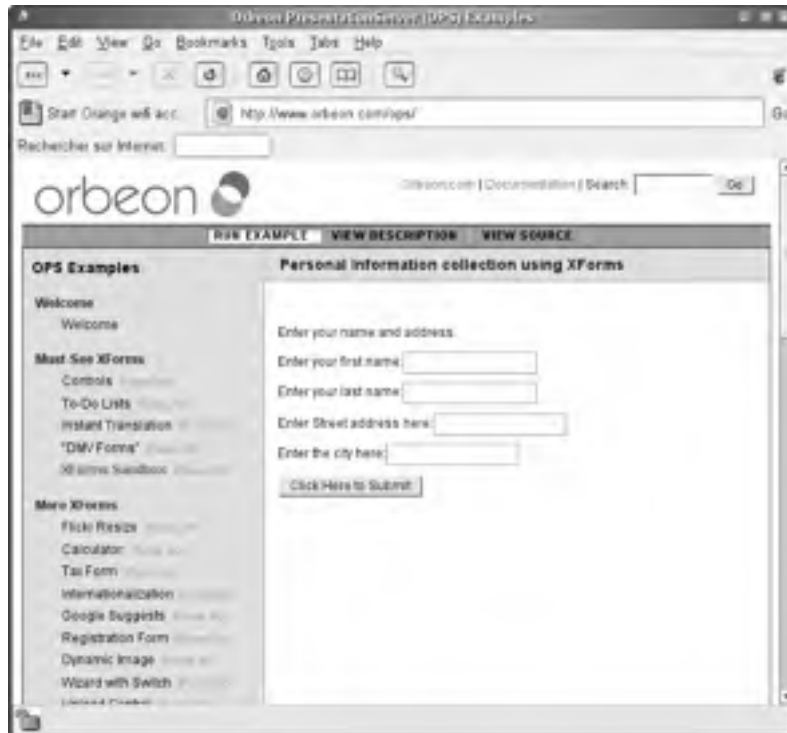 Orbeon PresentationServer (OPS) Examples
File Edit View Go Bookmarks Tools Tabs Help
Start Orange wifi acc. http://www.orbeon.com/ops/ Go
Rechercher sur Internet:
orbeon
Orbeon.com | Documentation | Search Go
RUN EXAMPLE VIEW DESCRIPTION VIEW SOURCE
OPS Examples
Welcome
Welcome
Must See XForms
Controls
To-Do Lists
Instant Translation
"DMV Forms"
XForms Sandbox
More XForms
Flickr Resize
Calculator
Tax Form
Internationalization
Google Suggests
Registration Form
Dynamic Image
Wizard with Switch
Upload Control
Personal Information collection using XForms
Enter your name and address.
Enter your first name:
Enter your last name:
Enter Street address here:
Enter the city here:
Click Here to Submit